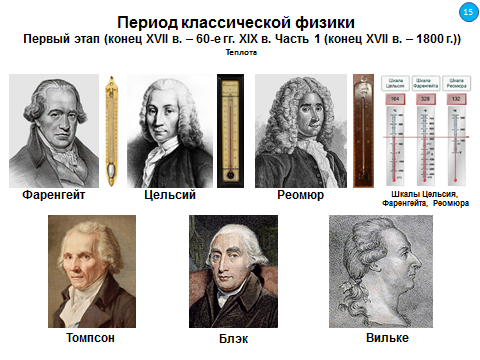 15
Период классической физики
Первый этап (конец XVII в. – 60-е гг. XIX в. Часть 1 (конец XVII в. – 1800 г.))
Теплота
Шкала Цельсия
Шкала Фаренгейта
Шкала Реомюра
164
328
132
Фаренгейт
Цельсий
Реомюр
Шкалы Цельсия,
Фаренгейта, Реомюра
Томпсон
Блэк
Вильке